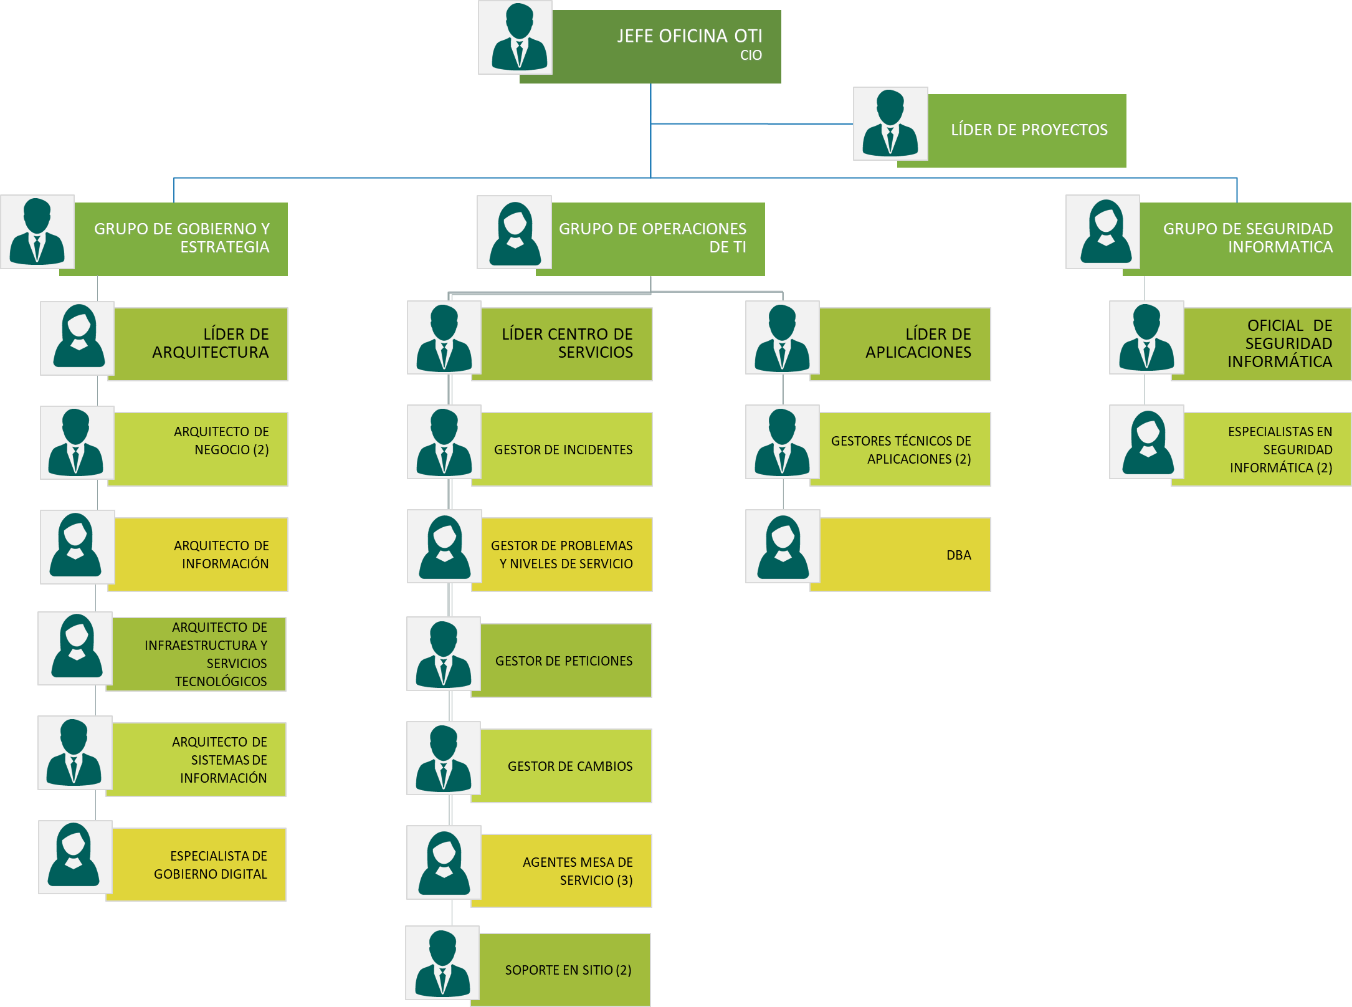 JEFE OFICINA OTI
CIO
LÍDER DE PROYECTOS
GRUPO DE GOBIERNO Y
ESTRATEGIA
GRUPO DE OPERACIONES
DE TI
GRUPO DE SEGURIDAD
INFORMATICA
LÍDER DE
ARQUITECTURA
ARQUITECTO DE
NEGOCIO (2)
ARQUITECTO DE
INFORMACIÓN
ARQUITECTO DE
INFRAESTRUCTURA Y
SERVICIOS
TECNOLÓGICOS
ARQUITECTO DE
SISTEMAS DE
INFORMACIÓN
ESPECIALISTA DE
GOBIERNO DIGITAL
LÍDER CENTRO DE
SERVICIOS
GESTOR DE INCIDENTES
GESTOR DE PROBLEMAS
Y NIVELES DE SERVICIO
GESTOR DE PETICIONES
GESTOR DE CAMBIOS
AGENTES MESA DE
SERVICIO (3)
SOPORTE EN SITIO (2)
LÍDER DE
APLICACIONES
GESTORES TÉCNICOS DE
APLICACIONES (2)
DBA
OFICIAL DE
SEGURIDAD
INFORMÁTICA
ESPECIALISTAS EN
SEGURIDAD
INFORMÁTICA (2)